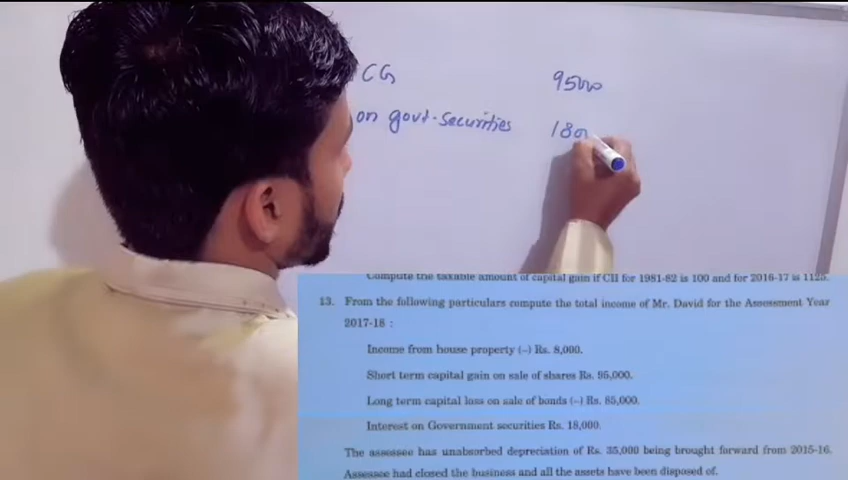 CG 95000
on govt. securities 180
Compute the taxable amount of capital gain if CII for 1981-82 is 100 and for 2016-17 is 1125.
13. From the following particulars compute the total income of Mr. David for the Assessment Year
2017-18 :
Income from house property (–) Rs. 8,000.
Short term capital gain on sale of shares Rs. 95,000.
Long term capital loss on sale of bonds (–) Rs. 85,000.
Interest on Government securities Rs. 18,000.
The assessee has unabsorbed depreciation of Rs. 35,000 being brought forward from 2015-16.
Assessee had closed the business and all the assets have been disposed of.